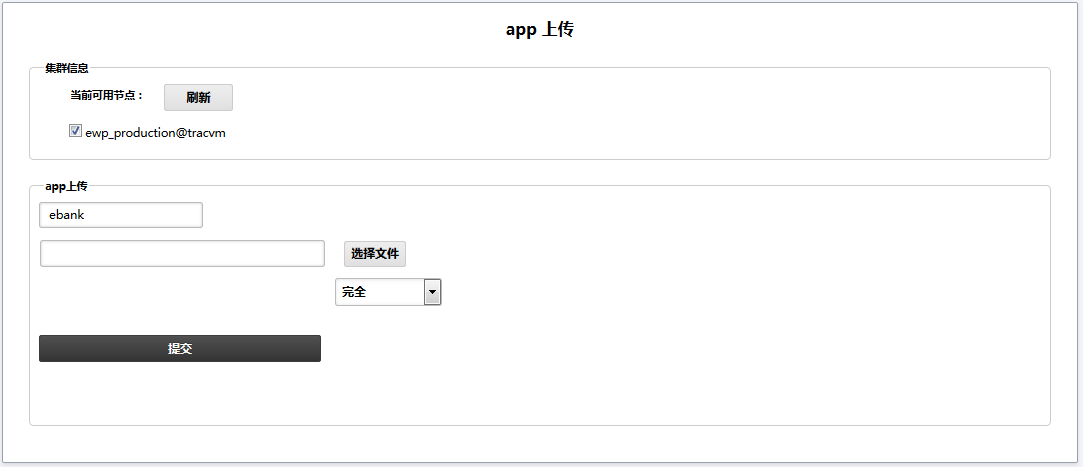 app 上传
集群信息
当前可用节点： 刷新
ewp_production@tracvm
app上传
ebank
选择文件
完全
提交